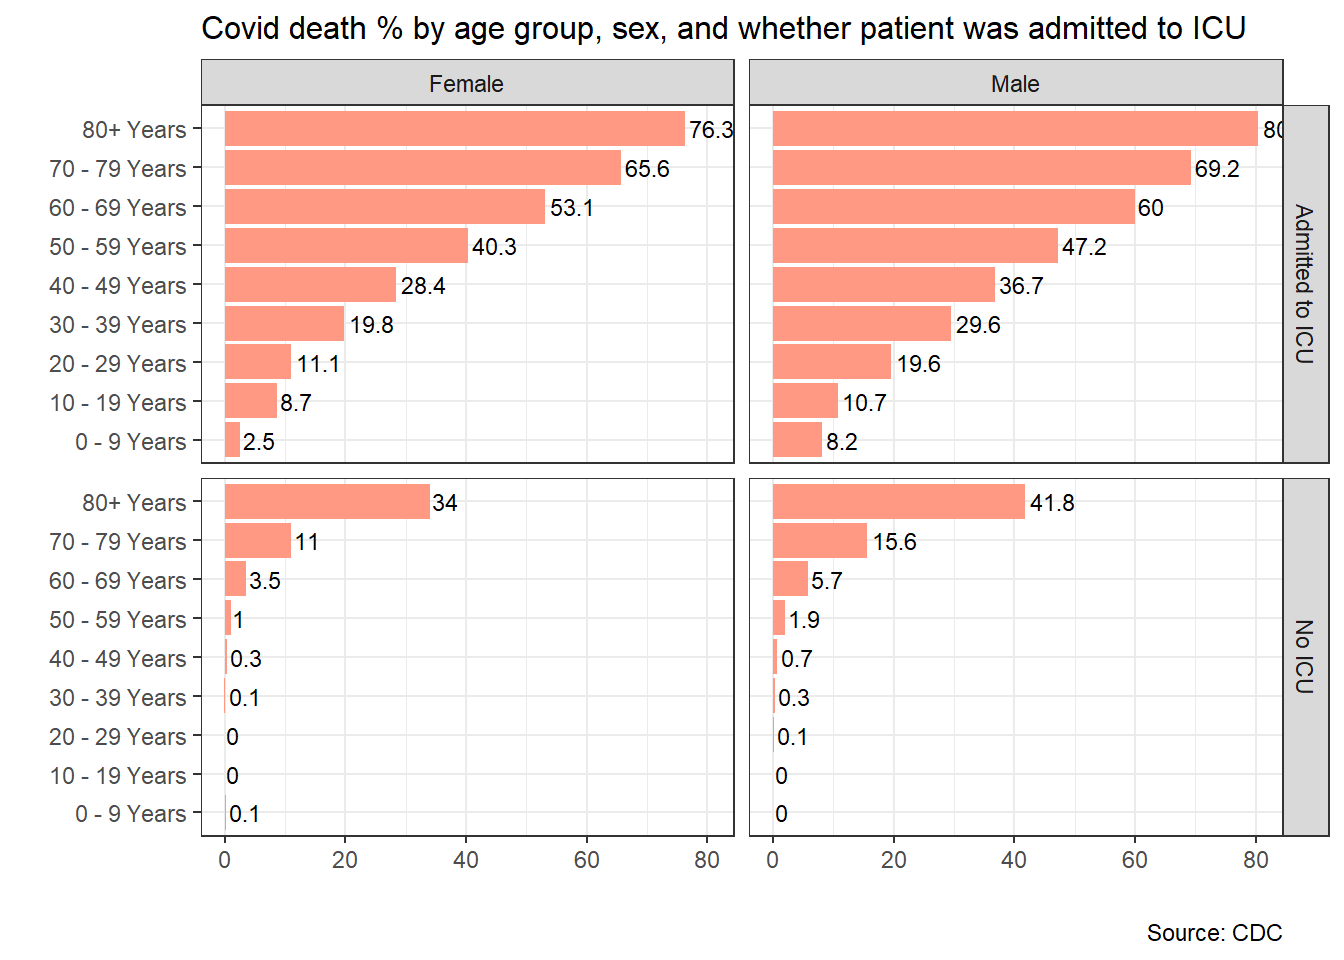 Covid death % by age group, sex, and whether patient was admitted to ICU
Female
Male
80+ Years 76.3
70 - 79 Years 65.6 69.2
60 - 69 Years 53.1 60
50 - 59 Years 40.3 47.2
40 - 49 Years 28.4 36.7
30 - 39 Years 19.8 29.6
20 - 29 Years 11.1 19.6
10 - 19 Years 8.7 10.7
0 - 9 Years 2.5 8.2
Admitted to ICU
80+ Years 34 41.8
70 - 79 Years 11 15.6
60 - 69 Years 3.5 5.7
50 - 59 Years 1 1.9
40 - 49 Years 0.3 0.7
30 - 39 Years 0.1 0.3
20 - 29 Years 0 0.1
10 - 19 Years 0 0
0 - 9 Years 0.1 0
No ICU
0 20 40 60 80 0 20 40 60 80
Source: CDC